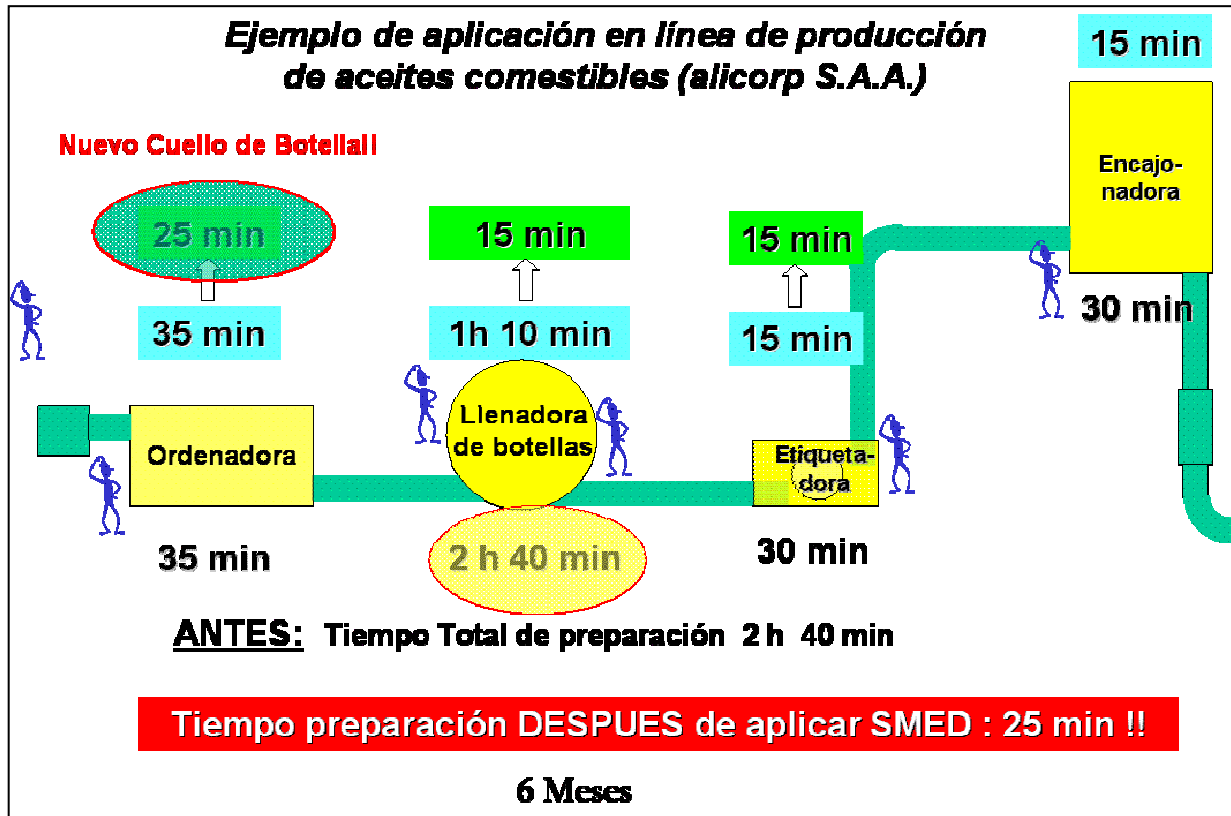 Ejemplo de aplicación en línea de producción
de aceites comestibles (alicorp S.A.A.)
15 min
Nuevo Cuello de Botella!!
Encajo-
nadora
25 min
15 min
15 min
35 min
1h 10 min
15 min
30 min
Ordenadora
Llenadora
de botellas
Etiqueta-
dora
35 min
2 h 40 min
30 min
ANTES: Tiempo Total de preparación 2 h 40 min
Tiempo preparación DESPUES de aplicar SMED : 25 min !!
6 Meses